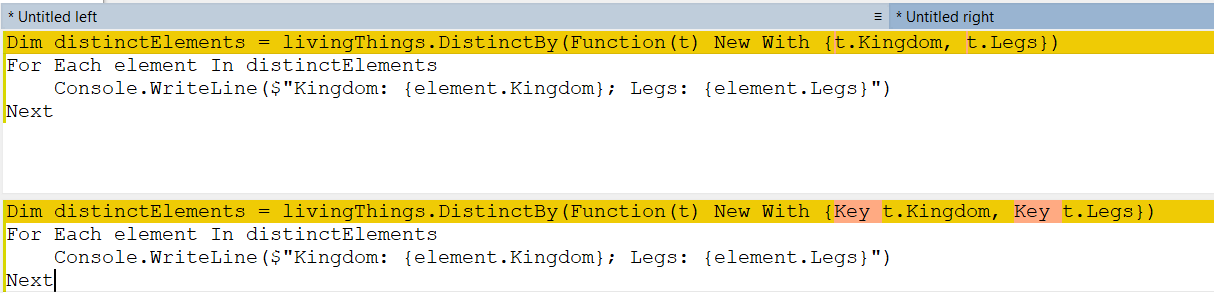 * Untitled left
≡ * Untitled right
Dim distinctElements = livingThings.DistinctBy(Function(t) New With {t.Kingdom, t.Legs})
For Each element In distinctElements
    Console.WriteLine($"Kingdom: {element.Kingdom}; Legs: {element.Legs}")
Next
Dim distinctElements = livingThings.DistinctBy(Function(t) New With {Key t.Kingdom, Key t.Legs})
For Each element In distinctElements
    Console.WriteLine($"Kingdom: {element.Kingdom}; Legs: {element.Legs}")
Next